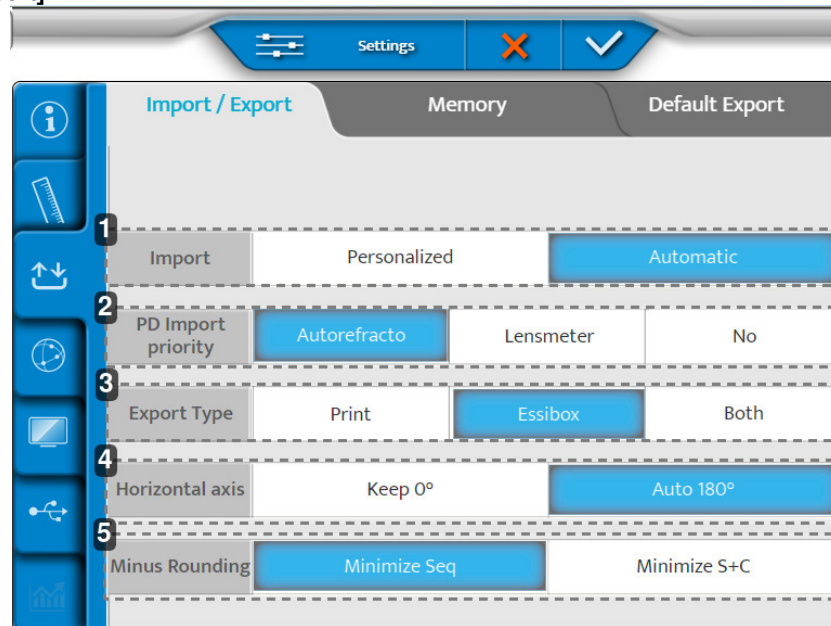 Settings
Import / Export Memory Default Export
1
Import Personalized Automatic
2
PD Import
priority
Autorefracto Lensmeter No
3
Export Type Print Essibox Both
4
Horizontal axis Keep 0° Auto 180°
5
Minus Rounding Minimize Seq Minimize S+C